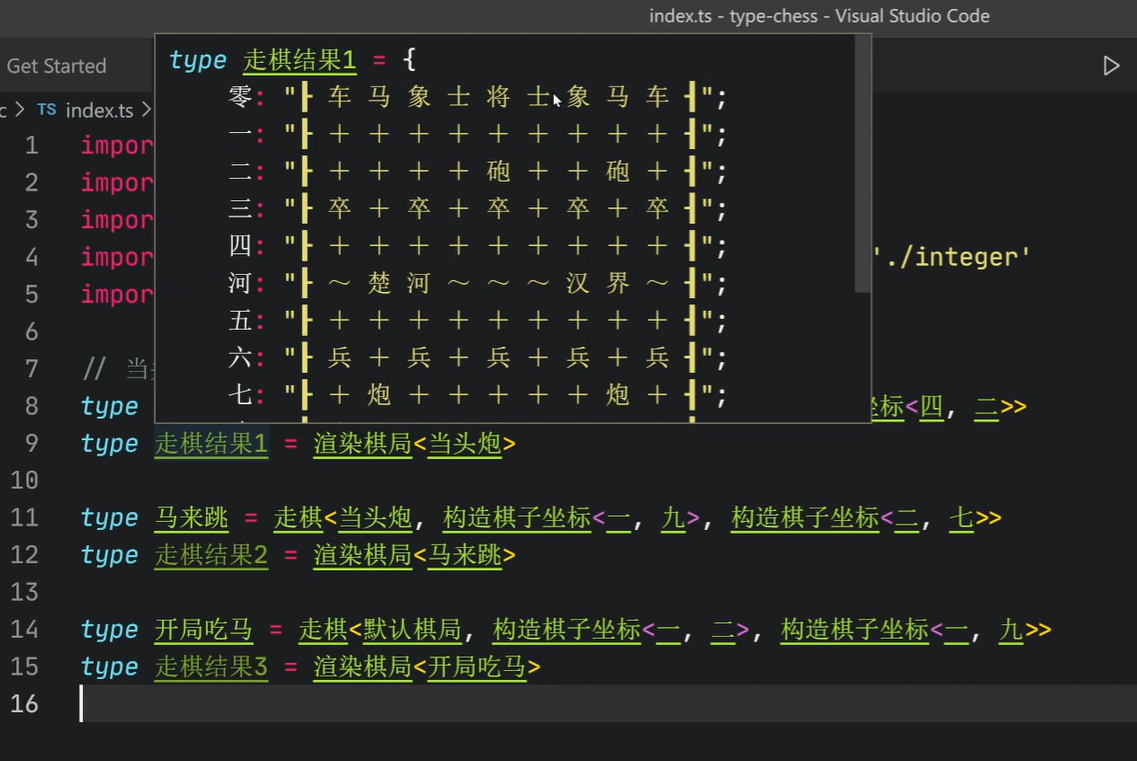 index.ts - type-chess - Visual Studio Code
Get Started
c > TS index.ts >
type 走棋结果1 = {
零: "┠ 车 马 象 士 将 士 象 马 车 ┨";
一: "┠ ＋ ＋ ＋ ＋ ＋ ＋ ＋ ＋ ＋ ┨";
二: "┠ ＋ ＋ ＋ ＋ 砲 ＋ ＋ 砲 ＋ ┨";
三: "┠ 卒 ＋ 卒 ＋ 卒 ＋ 卒 ＋ 卒 ┨";
四: "┠ ＋ ＋ ＋ ＋ ＋ ＋ ＋ ＋ ＋ ┨";
河: "┠ ～ 楚 河 ～ ～ ～ 汉 界 ～ ┨";
五: "┠ ＋ ＋ ＋ ＋ ＋ ＋ ＋ ＋ ＋ ┨";
六: "┠ 兵 ＋ 兵 ＋ 兵 ＋ 兵 ＋ 兵 ┨";
七: "┠ ＋ 炮 ＋ ＋ ＋ ＋ ＋ 炮 ＋ ┨";
1 impor
2 impor
3 impor
4 impor './integer'
5 impor
6
7 // 当
8 type 坐标<四, 二>>
9 type 走棋结果1 = 渲染棋局<当头炮>
10
11 type 马来跳 = 走棋<当头炮, 构造棋子坐标<一, 九>, 构造棋子坐标<二, 七>>
12 type 走棋结果2 = 渲染棋局<马来跳>
13
14 type 开局吃马 = 走棋<默认棋局, 构造棋子坐标<一, 二>, 构造棋子坐标<一, 九>>
15 type 走棋结果3 = 渲染棋局<开局吃马>
16